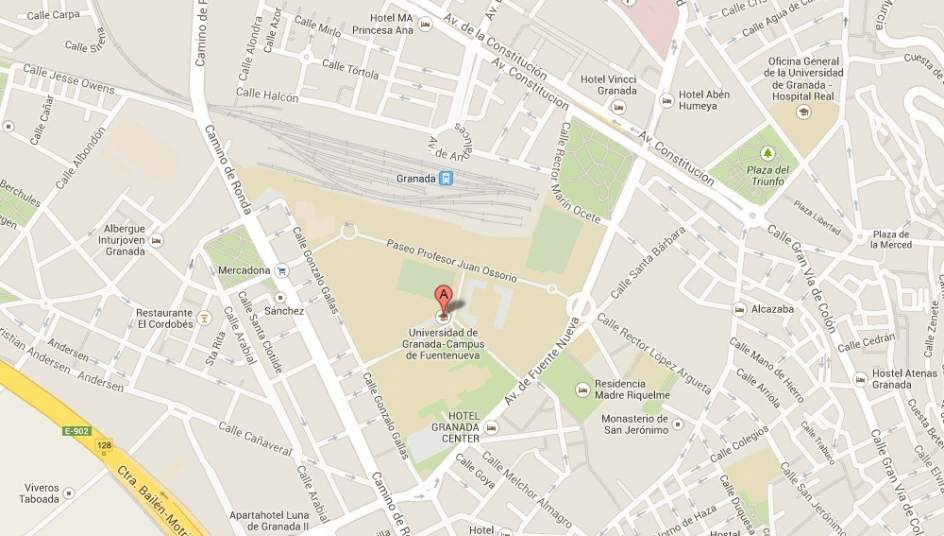 Hotel MA
Princesa Ana
Av. de la Constitución
Av. Constitucion
Calle Carpa
Calle Sirena
Camino de
Calle Alondra
Calle Azor
Calle Mirlo
Calle Tórtola
Calle Halcón
Calle Jesse Owens
Calle Cañar
Calle Albondón
Camino de Ronda
Hotel Vincci
Granada
Hotel Abén
Humeya
Calle Agua
Oficina General
de la Universidad
de Granada -
Hospital Real
Murcia
Cuesta de
Av. Constitución
Plaza del
Triunfo
Plaza Libertad
Plaza de
la Merced
Av. de Andaluces
Granada
Calle Rector Marín Ocete
Berchules
Albergue
Inturjoven
Granada
Mercadona
Sánchez
Restaurante
El Cordobés
Sta Rita
Calle Arabial
Calle Santa Clotilde
Calle Gonzalo Gallas
Paseo Profesor Juan Ossorio
A
Universidad de
Granada-Campus
de Fuentenueva
Calle Santa Bárbara
Calle Gran Vía de Colón
Alcazaba
Calle Cedrán
Calle Zenete
Hostel Atenas
Granada
Calle Rector López Argueta
Calle Mano de Hierro
Calle Arriola
Av. de Fuente Nueva
Residencia
Madre Riquelme
Monasterio de
San Jerónimo
Andersen
Christian Andersen
Andersen
E-902
128
Ctra. Bailén-Motril
Viveros
Taboada
Calle Cañaveral
Calle Arabial
Calle Gonzalo Gallas
HOTEL
GRANADA
CENTER
Calle Goya
Calle Melchor Almagro
Calle Colegios
Calle Trabuco
Calle Gran Vía de Colón
Calle San Jerónimo
Calle Duquesa
Apartahotel Luna
de Granada II
Camino de
Hotel
Hostal